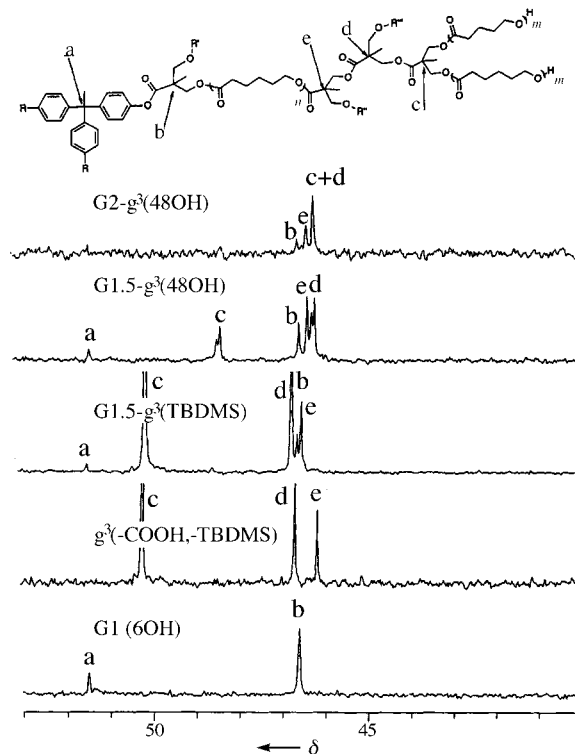 a
b
c
d
e
O
R'
R
R
n
R''
R'''
H
m
H
m
c+d
G2-g³(48OH)
b
e
G1.5-g³(48OH)
a
c
b
e
d
G1.5-g³(TBDMS)
a
c
d
b
e
g³(-COOH,-TBDMS)
c
d
e
G1 (6OH)
a
b
50
45
← δ